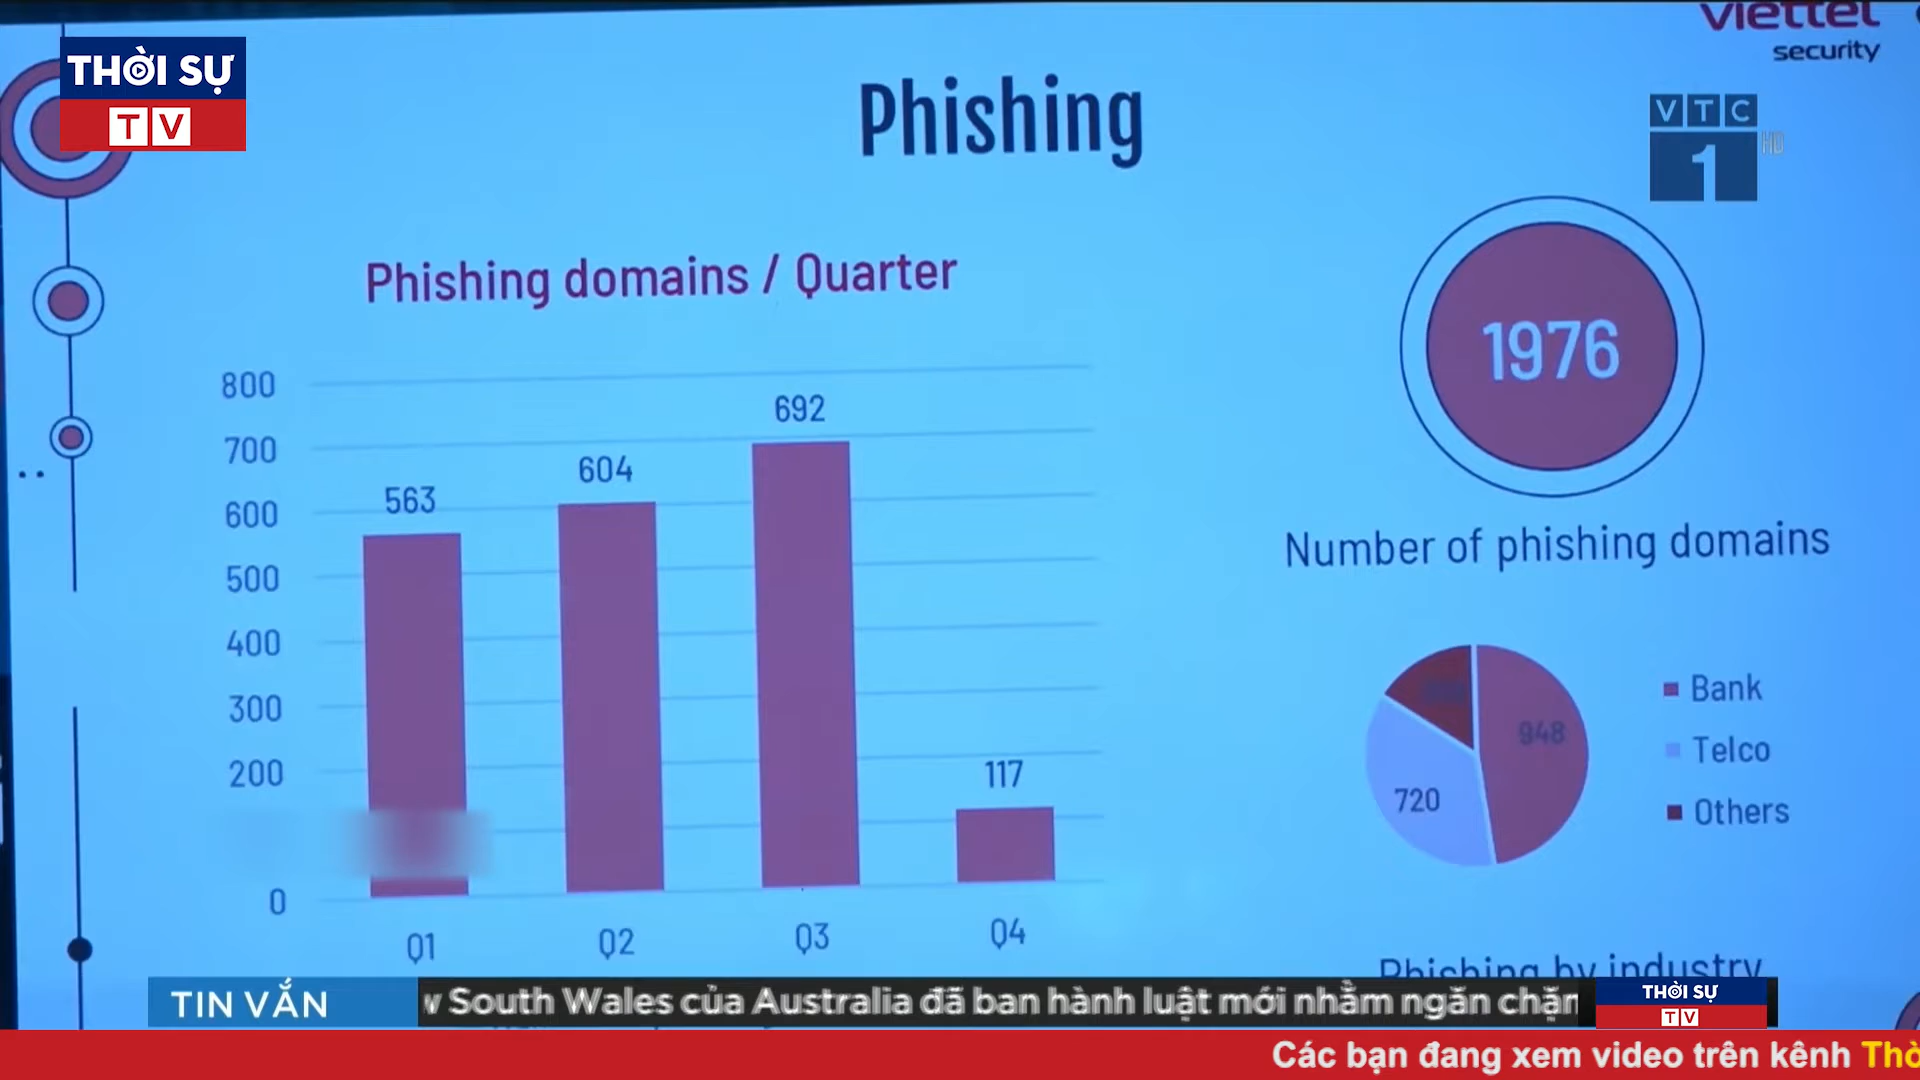 viettel
security
THỜI SỰ
TV
VTC
1
HD
Phishing
Phishing domains / Quarter
800
700
600
500
400
300
200
0
563
604
692
117
Q1
Q2
Q3
Q4
1976
Number of phishing domains
948
720
Bank
Telco
Others
Phishing by industry
TIN VẮN
South Wales của Australia đã ban hành luật mới nhằm ngăn chặn
THỜI SỰ
TV
Các bạn đang xem video trên kênh